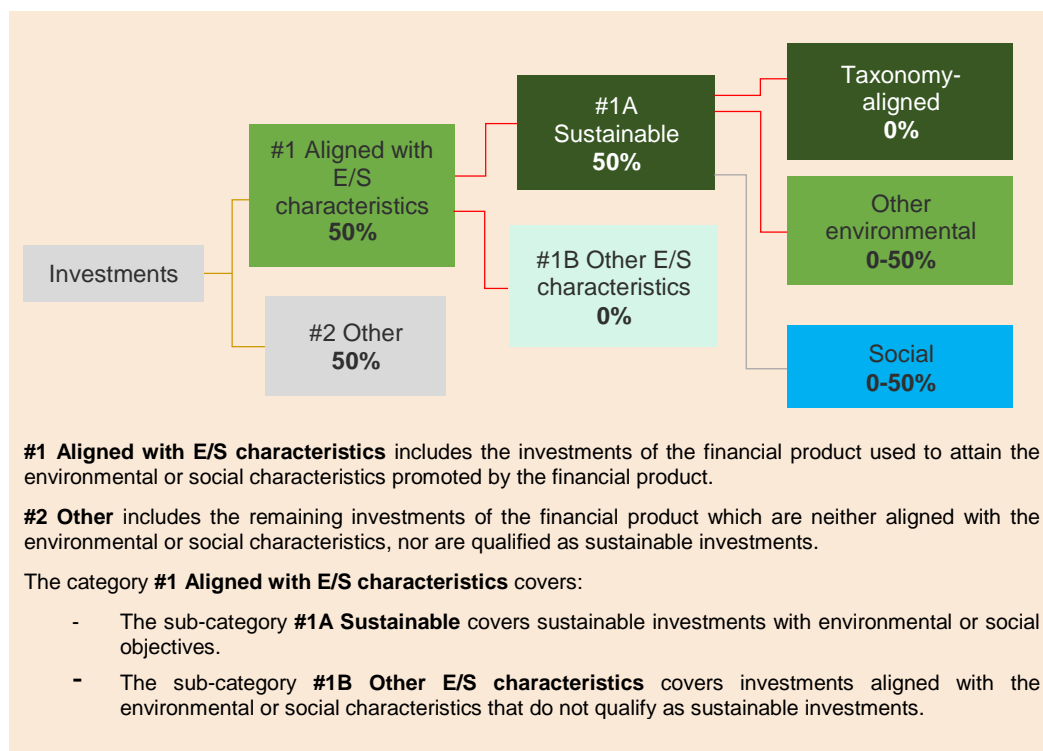 Taxonomy-
aligned
0%
#1A
Sustainable
50%
#1 Aligned with
E/S
characteristics
50%
Other
environmental
0-50%
#1B Other E/S
characteristics
0%
Investments
#2 Other
50%
Social
0-50%
#1 Aligned with E/S characteristics includes the investments of the financial product used to attain the
environmental or social characteristics promoted by the financial product.
#2 Other includes the remaining investments of the financial product which are neither aligned with the
environmental or social characteristics, nor are qualified as sustainable investments.
The category #1 Aligned with E/S characteristics covers:
- The sub-category #1A Sustainable covers sustainable investments with environmental or social
objectives.
- The sub-category #1B Other E/S characteristics covers investments aligned with the
environmental or social characteristics that do not qualify as sustainable investments.